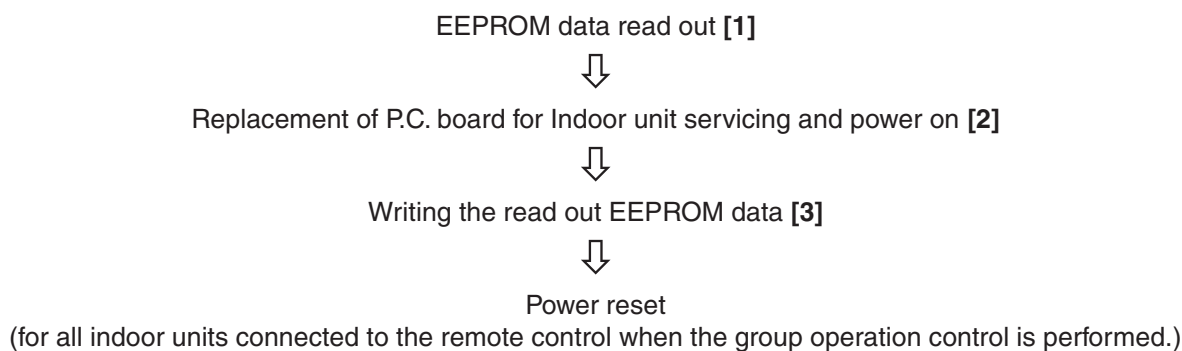 EEPROM data read out [1]
Replacement of P.C. board for Indoor unit servicing and power on [2]
Writing the read out EEPROM data [3]
Power reset
(for all indoor units connected to the remote control when the group operation control is performed.)